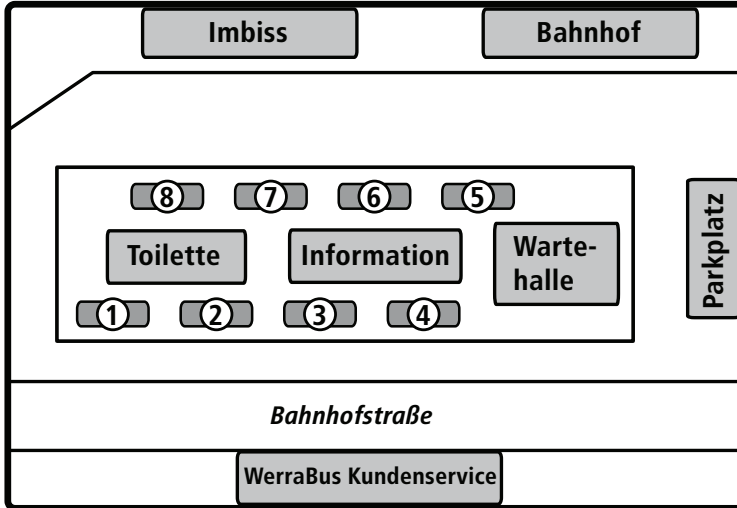 Imbiss
Bahnhof
8 7 6 5
Toilette
Information
Warte-
halle
Parkplatz
1 2 3 4
Bahnhofstraße
WerraBus Kundenservice